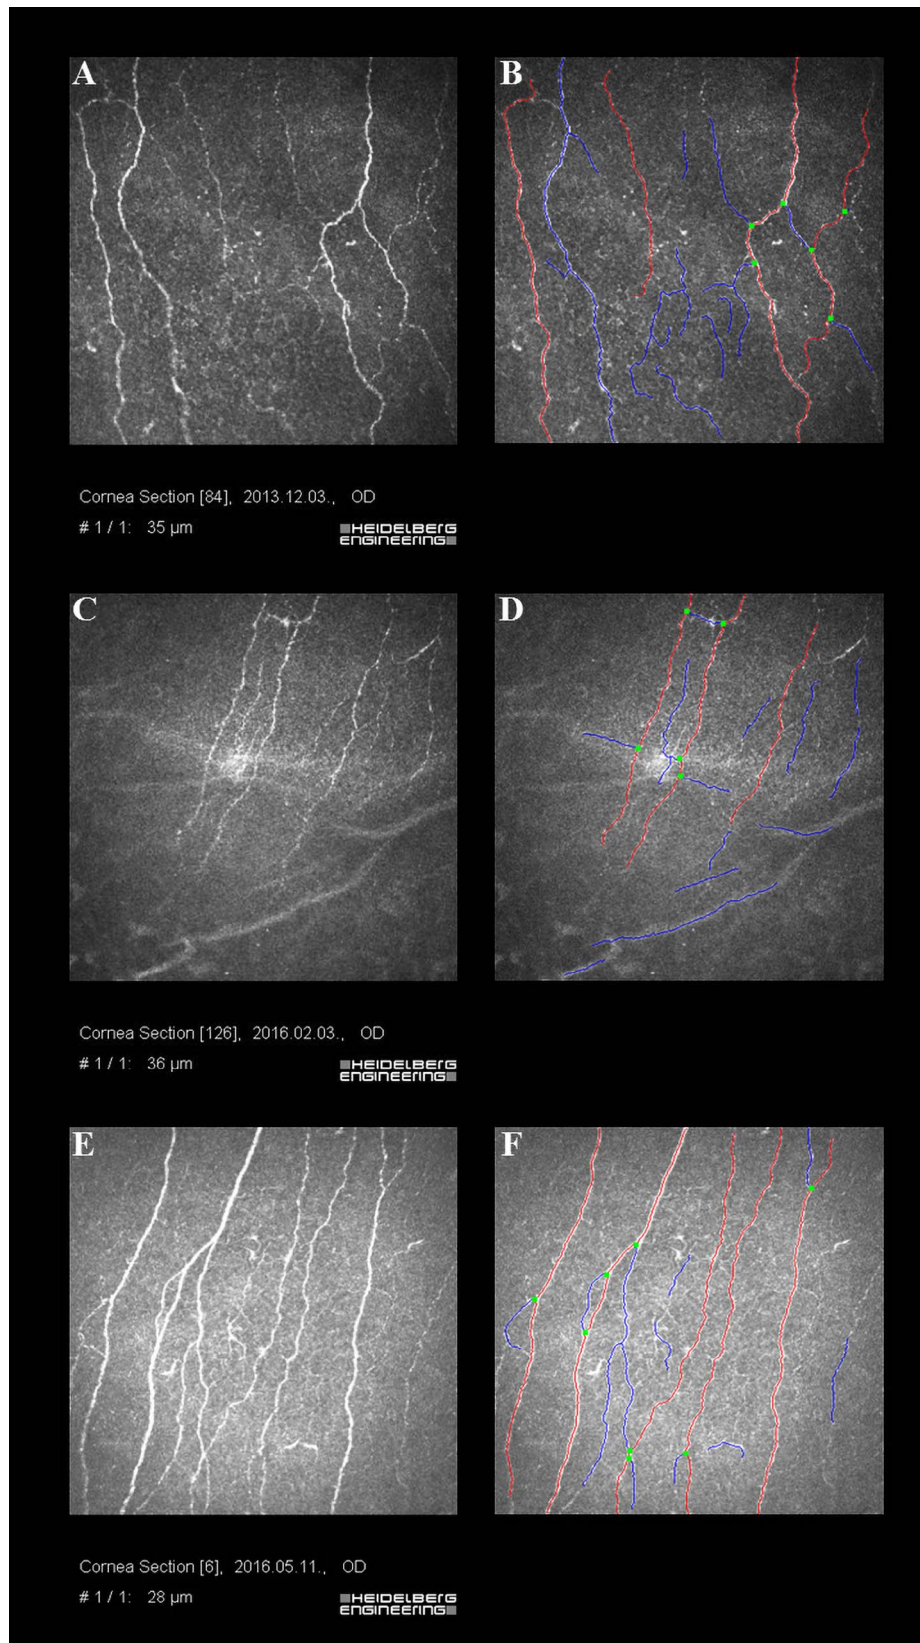 A
B
Cornea Section [84], 2013.12.03., OD
# 1 / 1: 35 µm
HEIDELBERG
ENGINEERING
C
D
Cornea Section [126], 2016.02.03., OD
# 1 / 1: 36 µm
HEIDELBERG
ENGINEERING
E
F
Cornea Section [6], 2016.05.11., OD
# 1 / 1: 28 µm
HEIDELBERG
ENGINEERING